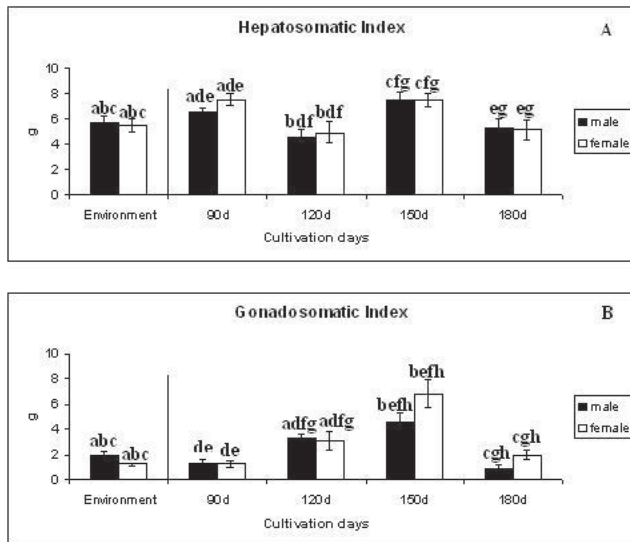 Hepatosomatic Index
A
10
8
6
4
2
0
g
abc abc
ade ade
bdf bdf
cfg cfg
eg eg
male
female
Environment 90d 120d 150d 180d
Cultivation days
Gonadosomatic Index
B
10
8
6
4
2
0
g
abc abc
de de
adfg adfg
befh befh
cgh cgh
male
female
Environment 90d 120d 150d 180d
Cultivation days